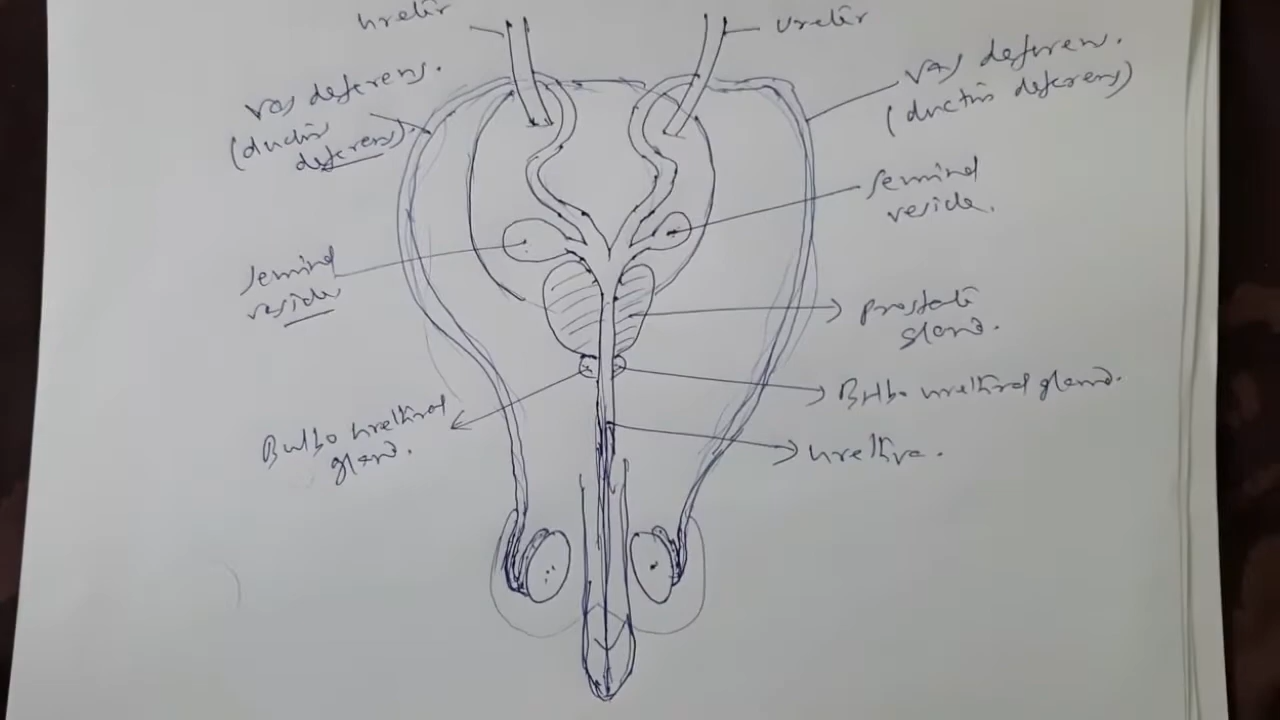 Ureter
Ureter
Vas deferens.
(ductus
deferens).
Vas deferens.
(ductus deferens)
Seminal
vesicle.
Seminal
vesicle
Prostate
gland.
Bulbo urethral gland.
Bulbo urethral
gland.
Urethra.